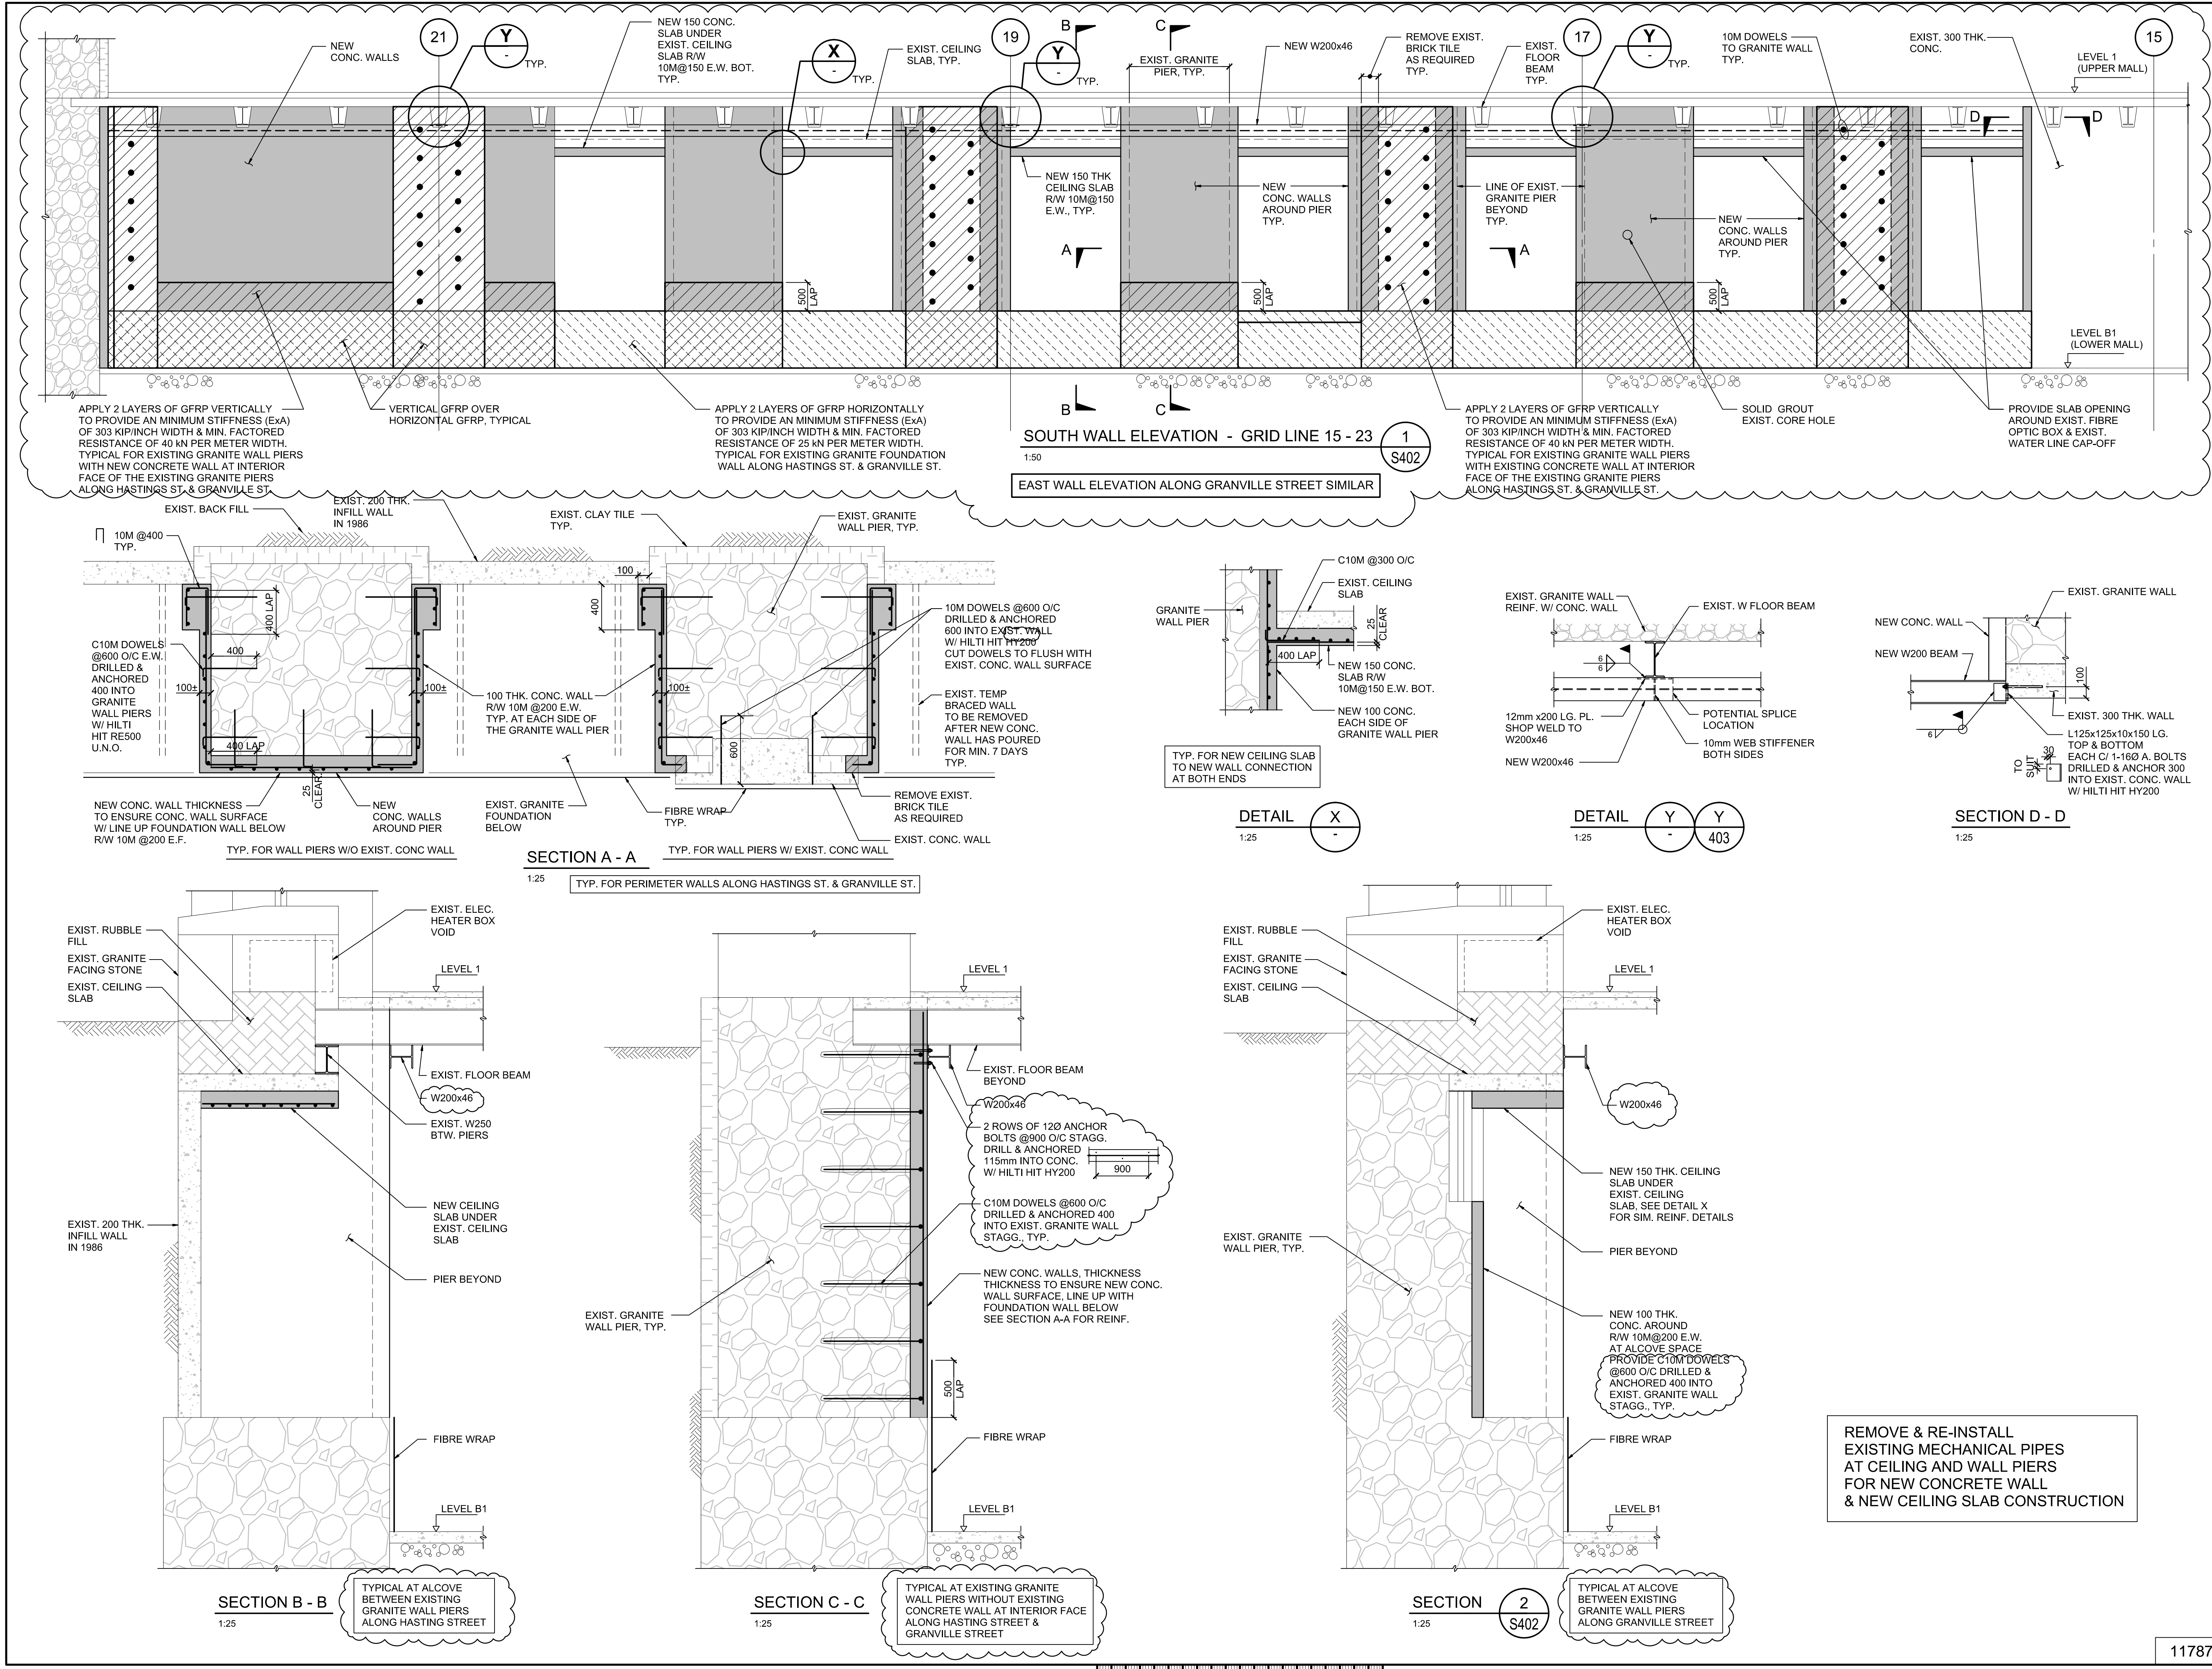 NEW
CONC. WALLS
21
Y
-
TYP.
NEW 150 CONC.
SLAB UNDER
EXIST. CEILING
SLAB R/W
10M@150 E.W. BOT.
TYP.
X
-
TYP.
EXIST. CEILING
SLAB, TYP.
19
B
Y
-
TYP.
C
EXIST. GRANITE
PIER, TYP.
NEW W200x46
REMOVE EXIST.
BRICK TILE
AS REQUIRED
TYP.
EXIST.
FLOOR
BEAM
TYP.
17
Y
-
TYP.
10M DOWELS
TO GRANITE WALL
TYP.
EXIST. 300 THK.
CONC.
LEVEL 1
(UPPER MALL)
15
D
D
NEW 150 THK
CEILING SLAB
R/W 10M@150
E.W., TYP.
NEW
CONC. WALLS
AROUND PIER
TYP.
LINE OF EXIST.
GRANITE PIER
BEYOND
TYP.
NEW
CONC. WALLS
AROUND PIER
TYP.
A
A
500
LAP
500
LAP
500
LAP
LEVEL B1
(LOWER MALL)
APPLY 2 LAYERS OF GFRP VERTICALLY
TO PROVIDE AN MINIMUM STIFFNESS (ExA)
OF 303 KIP/INCH WIDTH & MIN. FACTORED
RESISTANCE OF 40 kN PER METER WIDTH.
TYPICAL FOR EXISTING GRANITE WALL PIERS
WITH NEW CONCRETE WALL AT INTERIOR
FACE OF THE EXISTING GRANITE PIERS
ALONG HASTINGS ST. & GRANVILLE ST.
VERTICAL GFRP OVER
HORIZONTAL GFRP, TYPICAL
APPLY 2 LAYERS OF GFRP HORIZONTALLY
TO PROVIDE AN MINIMUM STIFFNESS (ExA)
OF 303 KIP/INCH WIDTH & MIN. FACTORED
RESISTANCE OF 25 kN PER METER WIDTH.
TYPICAL FOR EXISTING GRANITE FOUNDATION
WALL ALONG HASTINGS ST. & GRANVILLE ST.
B
C
SOUTH WALL ELEVATION - GRID LINE 15 - 23
1:50
1
S402
EAST WALL ELEVATION ALONG GRANVILLE STREET SIMILAR
APPLY 2 LAYERS OF GFRP VERTICALLY
TO PROVIDE AN MINIMUM STIFFNESS (ExA)
OF 303 KIP/INCH WIDTH & MIN. FACTORED
RESISTANCE OF 40 kN PER METER WIDTH.
TYPICAL FOR EXISTING GRANITE WALL PIERS
WITH EXISTING CONCRETE WALL AT INTERIOR
FACE OF THE EXISTING GRANITE PIERS
ALONG HASTINGS ST. & GRANVILLE ST.
SOLID GROUT
EXIST. CORE HOLE
PROVIDE SLAB OPENING
AROUND EXIST. FIBRE
OPTIC BOX & EXIST.
WATER LINE CAP-OFF
EXIST. BACK FILL
EXIST. 200 THK.
INFILL WALL
IN 1986
EXIST. CLAY TILE
TYP.
EXIST. GRANITE
WALL PIER, TYP.
10M @400
TYP.
400 LAP
400
100±
100±
400 LAP
25
CLEAR
C10M DOWELS
@600 O/C E.W.
DRILLED &
ANCHORED
400 INTO
GRANITE
WALL PIERS
W/ HILTI
HIT RE500
U.N.O.
100
400
100±
600
100 THK. CONC. WALL
R/W 10M @200 E.W.
TYP. AT EACH SIDE OF
THE GRANITE WALL PIER
10M DOWELS @600 O/C
DRILLED & ANCHORED
600 INTO EXIST. WALL
W/ HILTI HIT HY200
CUT DOWELS TO FLUSH WITH
EXIST. CONC. WALL SURFACE
EXIST. TEMP
BRACED WALL
TO BE REMOVED
AFTER NEW CONC.
WALL HAS POURED
FOR MIN. 7 DAYS
TYP.
NEW CONC. WALL THICKNESS
TO ENSURE CONC. WALL SURFACE
W/ LINE UP FOUNDATION WALL BELOW
R/W 10M @200 E.F.
NEW
CONC. WALLS
AROUND PIER
EXIST. GRANITE
FOUNDATION
BELOW
FIBRE WRAP
TYP.
REMOVE EXIST.
BRICK TILE
AS REQUIRED
EXIST. CONC. WALL
TYP. FOR WALL PIERS W/O EXIST. CONC WALL
SECTION A - A
1:25
TYP. FOR WALL PIERS W/ EXIST. CONC WALL
TYP. FOR PERIMETER WALLS ALONG HASTINGS ST. & GRANVILLE ST.
C10M @300 O/C
EXIST. CEILING
SLAB
GRANITE
WALL PIER
25
CLEAR
400 LAP
NEW 150 CONC.
SLAB R/W
10M@150 E.W. BOT.
NEW 100 CONC.
EACH SIDE OF
GRANITE WALL PIER
TYP. FOR NEW CEILING SLAB
TO NEW WALL CONNECTION
AT BOTH ENDS
DETAIL
X
-
1:25
EXIST. GRANITE WALL
REINF. W/ CONC. WALL
EXIST. W FLOOR BEAM
6
6
12mm x200 LG. PL.
SHOP WELD TO
W200x46
NEW W200x46
POTENTIAL SPLICE
LOCATION
10mm WEB STIFFENER
BOTH SIDES
DETAIL
Y
-
Y
403
1:25
EXIST. GRANITE WALL
NEW CONC. WALL
NEW W200 BEAM
100
6
EXIST. 300 THK. WALL
L125x125x10x150 LG.
TOP & BOTTOM
EACH C/ 1-16Ø A. BOLTS
DRILLED & ANCHOR 300
INTO EXIST. CONC. WALL
W/ HILTI HIT HY200
30
TO
SUIT
SECTION D - D
1:25
EXIST. RUBBLE
FILL
EXIST. GRANITE
FACING STONE
EXIST. CEILING
SLAB
EXIST. ELEC.
HEATER BOX
VOID
LEVEL 1
EXIST. FLOOR BEAM
W200x46
EXIST. W250
BTW. PIERS
NEW CEILING
SLAB UNDER
EXIST. CEILING
SLAB
EXIST. 200 THK.
INFILL WALL
IN 1986
PIER BEYOND
FIBRE WRAP
LEVEL B1
SECTION B - B
1:25
TYPICAL AT ALCOVE
BETWEEN EXISTING
GRANITE WALL PIERS
ALONG HASTING STREET
LEVEL 1
EXIST. FLOOR BEAM
BEYOND
W200x46
2 ROWS OF 12Ø ANCHOR
BOLTS @900 O/C STAGG.
DRILL & ANCHORED
115mm INTO CONC.
W/ HILTI HIT HY200
900
C10M DOWELS @600 O/C
DRILLED & ANCHORED 400
INTO EXIST. GRANITE WALL
STAGG., TYP.
NEW CONC. WALLS, THICKNESS
THICKNESS TO ENSURE NEW CONC.
WALL SURFACE, LINE UP WITH
FOUNDATION WALL BELOW
SEE SECTION A-A FOR REINF.
EXIST. GRANITE
WALL PIER, TYP.
500
LAP
FIBRE WRAP
LEVEL B1
SECTION C - C
1:25
TYPICAL AT EXISTING GRANITE
WALL PIERS WITHOUT EXISTING
CONCRETE WALL AT INTERIOR FACE
ALONG HASTING STREET &
GRANVILLE STREET
EXIST. RUBBLE
FILL
EXIST. GRANITE
FACING STONE
EXIST. CEILING
SLAB
EXIST. ELEC.
HEATER BOX
VOID
LEVEL 1
W200x46
NEW 150 THK. CEILING
SLAB UNDER
EXIST. CEILING
SLAB, SEE DETAIL X
FOR SIM. REINF. DETAILS
EXIST. GRANITE
WALL PIER, TYP.
PIER BEYOND
NEW 100 THK.
CONC. AROUND
R/W 10M@200 E.W.
AT ALCOVE SPACE
PROVIDE C10M DOWELS
@600 O/C DRILLED &
ANCHORED 400 INTO
EXIST. GRANITE WALL
STAGG., TYP.
FIBRE WRAP
LEVEL B1
SECTION
2
S402
1:25
TYPICAL AT ALCOVE
BETWEEN EXISTING
GRANITE WALL PIERS
ALONG GRANVILLE STREET
REMOVE & RE-INSTALL
EXISTING MECHANICAL PIPES
AT CEILING AND WALL PIERS
FOR NEW CONCRETE WALL
& NEW CEILING SLAB CONSTRUCTION
11787